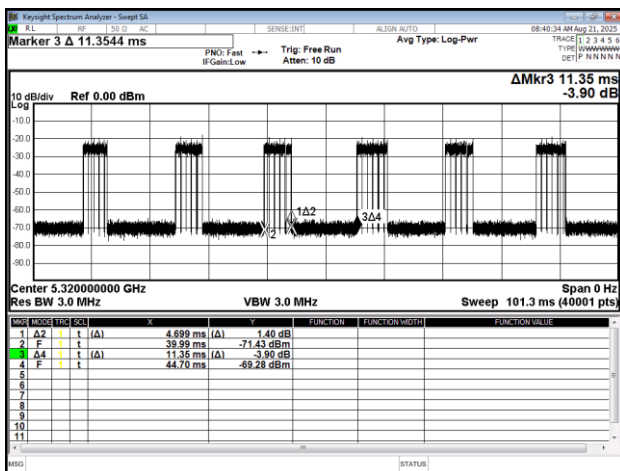 Keysight Spectrum Analyzer - Swept SA
RL RF 50 Ω AC SENSE:INT ALIGN AUTO 08:40:34 AM Aug 21, 2025
Marker 3 Δ 11.3544 ms
PNO: Fast Trig: Free Run Avg Type: Log-Pwr TRACE 1 2 3 4 5 6
IFGain:Low Atten: 10 dB TYPE WWWWWW
DET P N N N N N
ΔMkr3 11.35 ms
10 dB/div Ref 0.00 dBm -3.90 dB
Log
-10.0
-20.0
-30.0
-40.0
-50.0
-60.0
1Δ2 3Δ4
-70.0
2
-80.0
-90.0
Center 5.320000000 GHz Span 0 Hz
Res BW 3.0 MHz VBW 3.0 MHz Sweep 101.3 ms (40001 pts)
MKR MODE TRC SCL X Y FUNCTION FUNCTION WIDTH FUNCTION VALUE
1 Δ2 1 t (Δ) 4.699 ms (Δ) 1.40 dB
2 F 1 t 39.99 ms -71.43 dBm
3 Δ4 1 t (Δ) 11.35 ms (Δ) -3.90 dB
4 F 1 t 44.70 ms -69.28 dBm
5
6
7
8
9
10
11
MSG STATUS